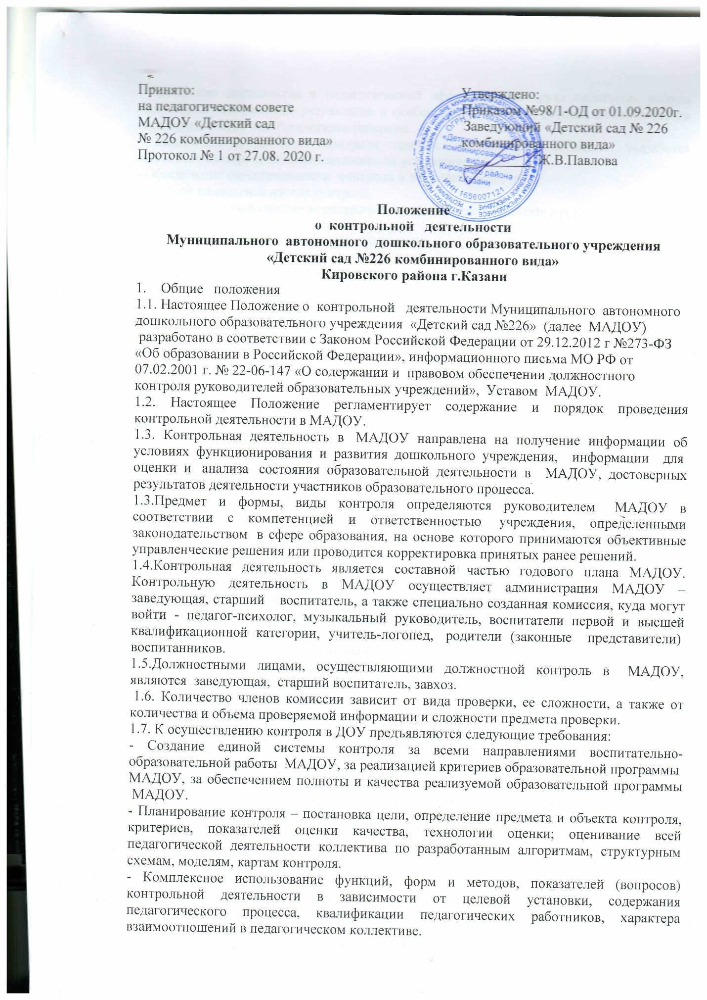 Принято:
на педагогическом совете
МАДОУ «Детский сад
№ 226 комбинированного вида»
Протокол № 1 от 27.08. 2020 г.
Утверждено:
Приказом №98/1-ОД от 01.09.2020г.
Заведующий «Детский сад № 226
комбинированного вида»
Ж.В.Павлова
«Детский
комбинированного
вида»
Кировского района
г.Казани
ИНН 1656007121
Положение
о контрольной деятельности
Муниципального автономного дошкольного образовательного учреждения
«Детский сад №226 комбинированного вида»
Кировского района г.Казани
1. Общие положения
1.1. Настоящее Положение о контрольной деятельности Муниципального автономного
дошкольного образовательного учреждения «Детский сад №226» (далее МАДОУ)
разработано в соответствии с Законом Российской Федерации от 29.12.2012 г №273-ФЗ
«Об образовании в Российской Федерации», информационного письма МО РФ от
07.02.2001 г. № 22-06-147 «О содержании и правовом обеспечении должностного
контроля руководителей образовательных учреждений», Уставом МАДОУ.
1.2. Настоящее Положение регламентирует содержание и порядок проведения
контрольной деятельности в МАДОУ.
1.3. Контрольная деятельность в МАДОУ направлена на получение информации об
условиях функционирования и развития дошкольного учреждения, информации для
оценки и анализа состояния образовательной деятельности в МАДОУ, достоверных
результатов деятельности участников образовательного процесса.
1.3.Предмет и формы, виды контроля определяются руководителем МАДОУ в
соответствии с компетенцией и ответственностью учреждения, определенными
законодательством в сфере образования, на основе которого принимаются объективные
управленческие решения или проводится корректировка принятых ранее решений.
1.4.Контрольная деятельность является составной частью годового плана МАДОУ.
Контрольную деятельность в МАДОУ осуществляет администрация МАДОУ –
заведующая, старший воспитатель, а также специально созданная комиссия, куда могут
войти - педагог-психолог, музыкальный руководитель, воспитатели первой и высшей
квалификационной категории, учитель-логопед, родители (законные представители)
воспитанников.
1.5.Должностными лицами, осуществляющими должностной контроль в МАДОУ,
являются заведующая, старший воспитатель, завхоз.
1.6. Количество членов комиссии зависит от вида проверки, ее сложности, а также от
количества и объема проверяемой информации и сложности предмета проверки.
1.7. К осуществлению контроля в ДОУ предъявляются следующие требования:
- Создание единой системы контроля за всеми направлениями воспитательно-
образовательной работы МАДОУ, за реализацией критериев образовательной программы
МАДОУ, за обеспечением полноты и качества реализуемой образовательной программы
МАДОУ.
- Планирование контроля – постановка цели, определение предмета и объекта контроля,
критериев, показателей оценки качества, технологии оценки; оценивание всей
педагогической деятельности коллектива по разработанным алгоритмам, структурным
схемам, моделям, картам контроля.
- Комплексное использование функций, форм и методов, показателей (вопросов)
контрольной деятельности в зависимости от целевой установки, содержания
педагогического процесса, квалификации педагогических работников, характера
взаимоотношений в педагогическом коллективе.